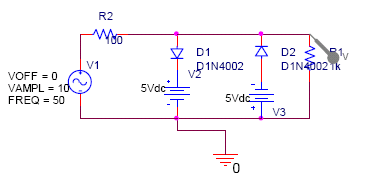 R2
100
D1
D1N4002
D2
D1N4002
R1
1k
V
V1
VOFF = 0
VAMPL = 10
FREQ = 50
V2
5Vdc
5Vdc
V3
0